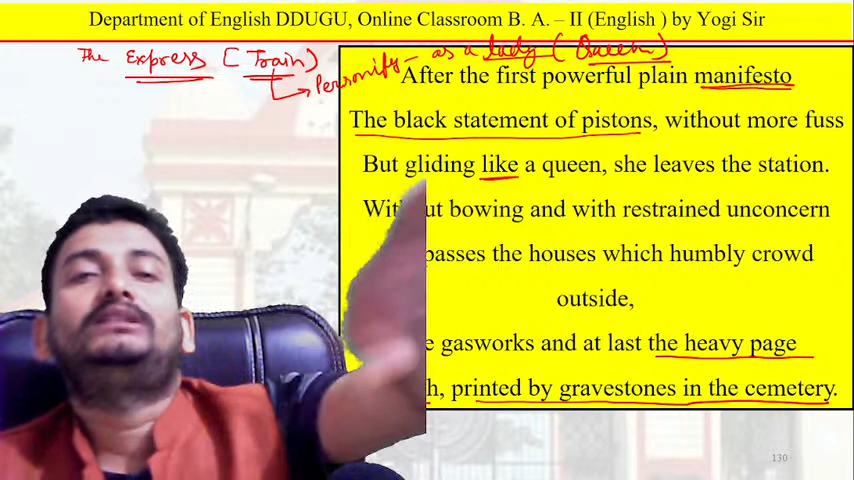 Department of English DDUGU, Online Classroom B. A. – II (English ) by Yogi Sir
The Express ( Train )
Personify - as a lady ( Queen )
After the first powerful plain manifesto
The black statement of pistons, without more fuss
But gliding like a queen, she leaves the station.
bowing and with restrained unconcern
passes the houses which humbly crowd
outside,
gasworks and at last the heavy page
printed by gravestones in the cemetery.
130